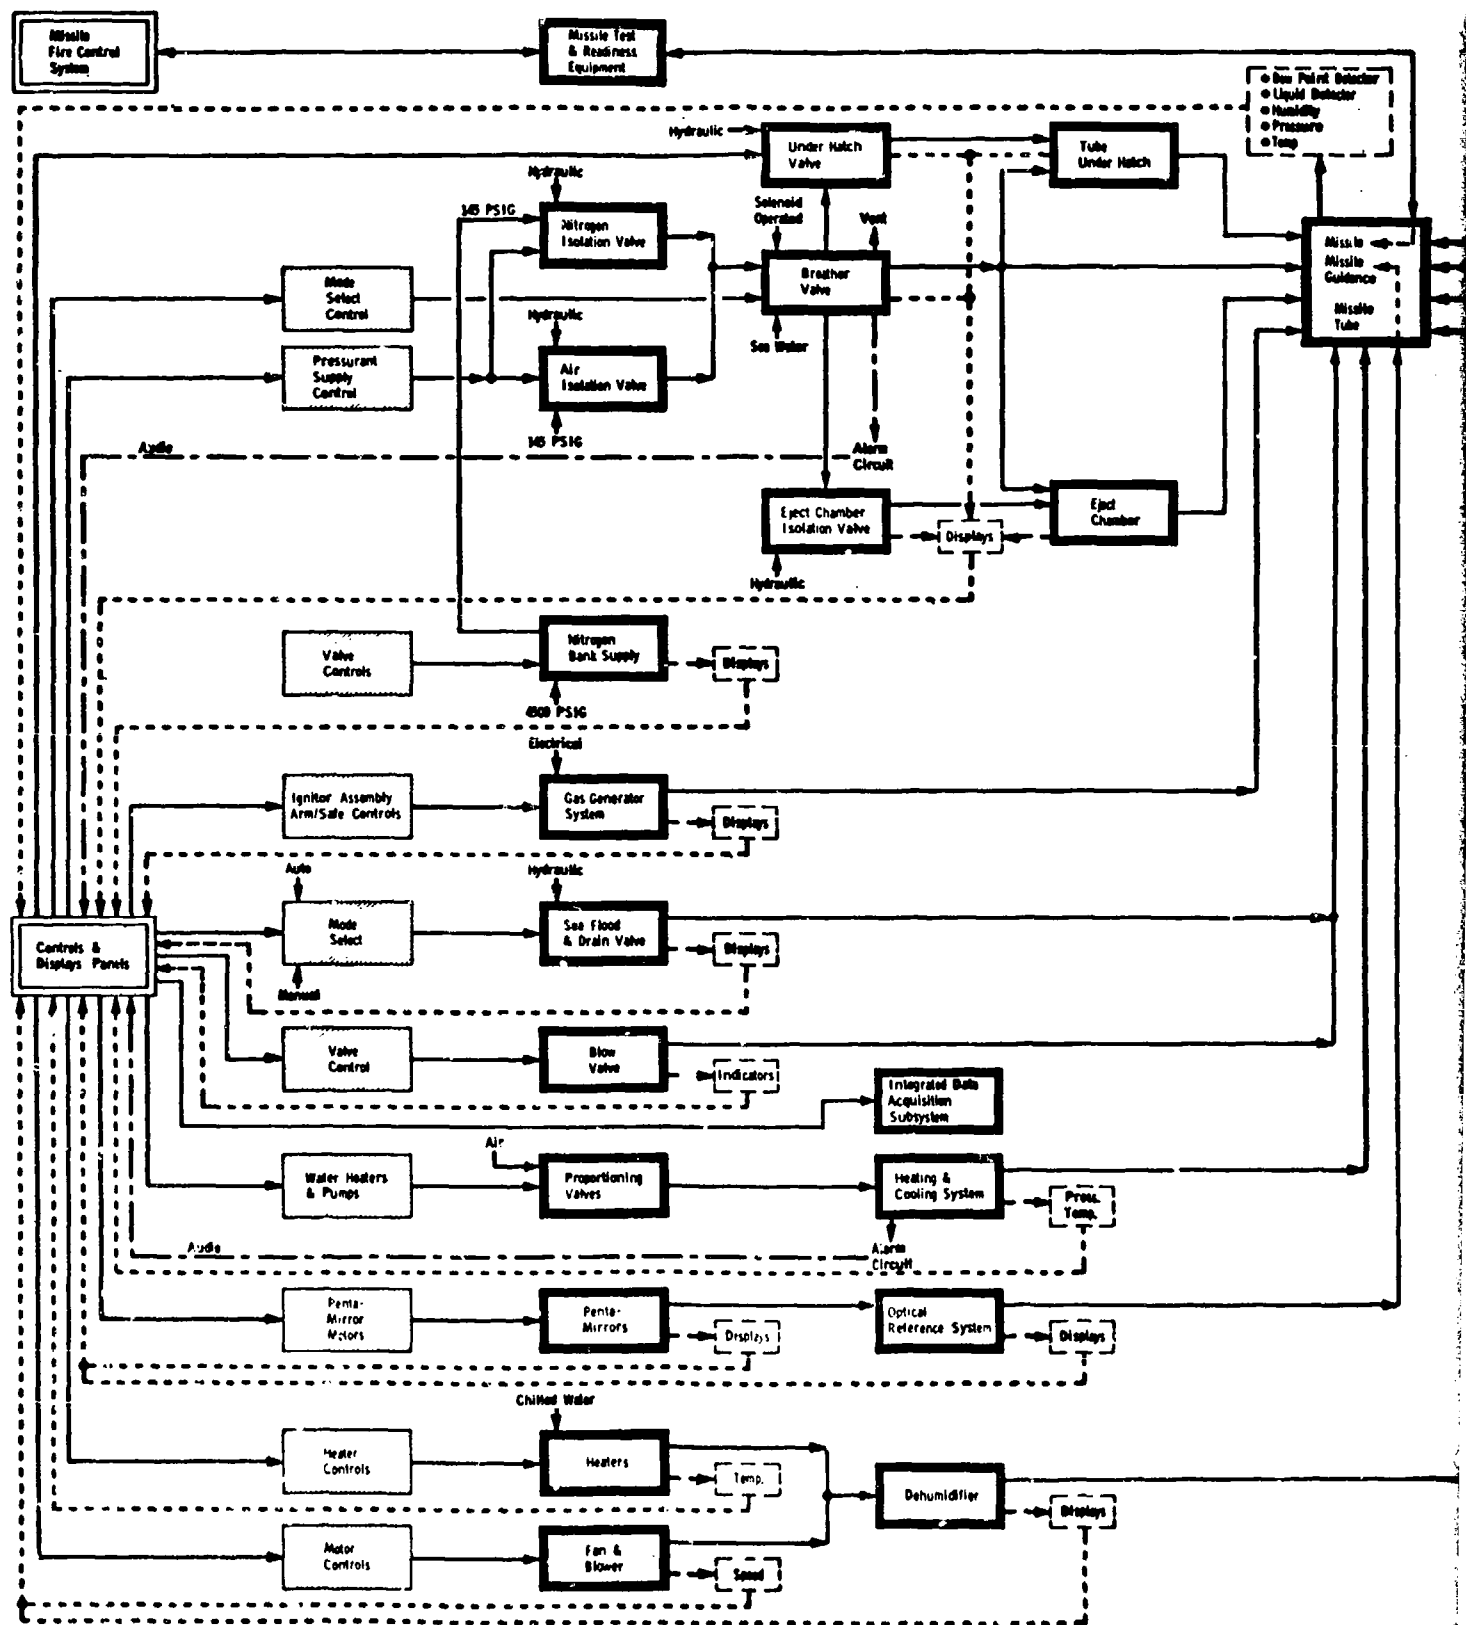 Missile
Fire Control
System
Missile Test
& Readiness
Equipment
Dew Point Detector
Liquid Detector
Humidity
Pressure
Temp
Hydraulic
Under Hatch
Valve
Tube
Under Hatch
Hydraulic
145 PSIG
Nitrogen
Isolation Valve
Solenoid
Operated
Vent
Missile
Missile
Guidance
Missile
Tube
Mode
Select
Control
Breather
Valve
Hydraulic
Sea Water
Pressurant
Supply
Control
Air
Isolation Valve
145 PSIG
Audio
Alarm
Circuit
Eject Chamber
Isolation Valve
Displays
Eject
Chamber
Hydraulic
Valve
Controls
Nitrogen
Bank Supply
Displays
4500 PSIG
Electrical
Ignitor Assembly
Arm/Safe Controls
Gas Generator
System
Displays
Auto
Hydraulic
Controls &
Displays Panels
Mode
Select
Sea Flood
& Drain Valve
Displays
Manual
Valve
Control
Blow
Valve
Indicators
Integrated Data
Acquisition
Subsystem
Air
Water Heaters
& Pumps
Proportioning
Valves
Heating &
Cooling System
Press.
Temp.
Audio
Alarm
Circuit
Penta-
Mirror
Motors
Penta-
Mirrors
Displays
Optical
Reference System
Displays
Chilled Water
Heater
Controls
Heaters
Temp.
Dehumidifier
Displays
Motor
Controls
Fan &
Blower
Speed